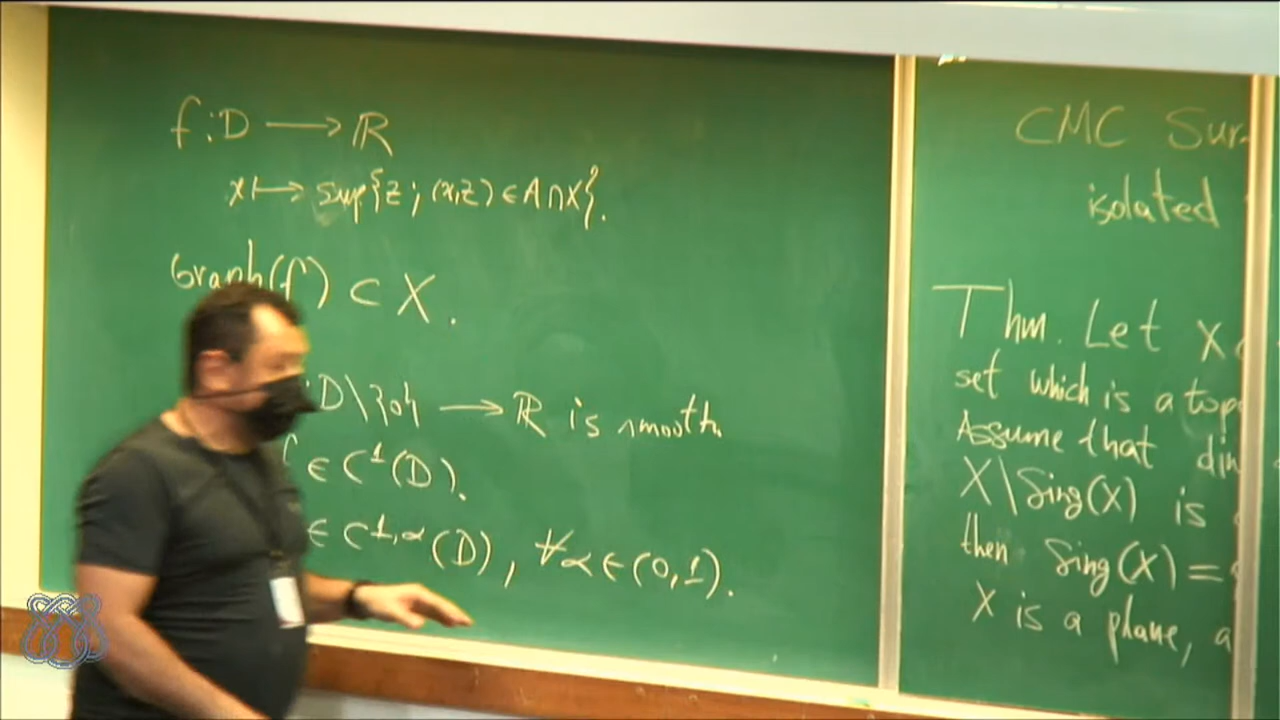 f : D ⟶ ℝ
x ⟼ sup{z ; (x,z) ∈ A ∩ X}.
Graph(f) ⊂ X.
: D \ {0} ⟶ ℝ is smooth
f ∈ C¹(D).
∈ C^{1,α}(D), ∀α ∈ (0,1).
CMC Sur
isolated
Thm. Let X
set which is a top
Assume that dim
X\Sing(X) is
then Sing(X) =
X is a plane, a